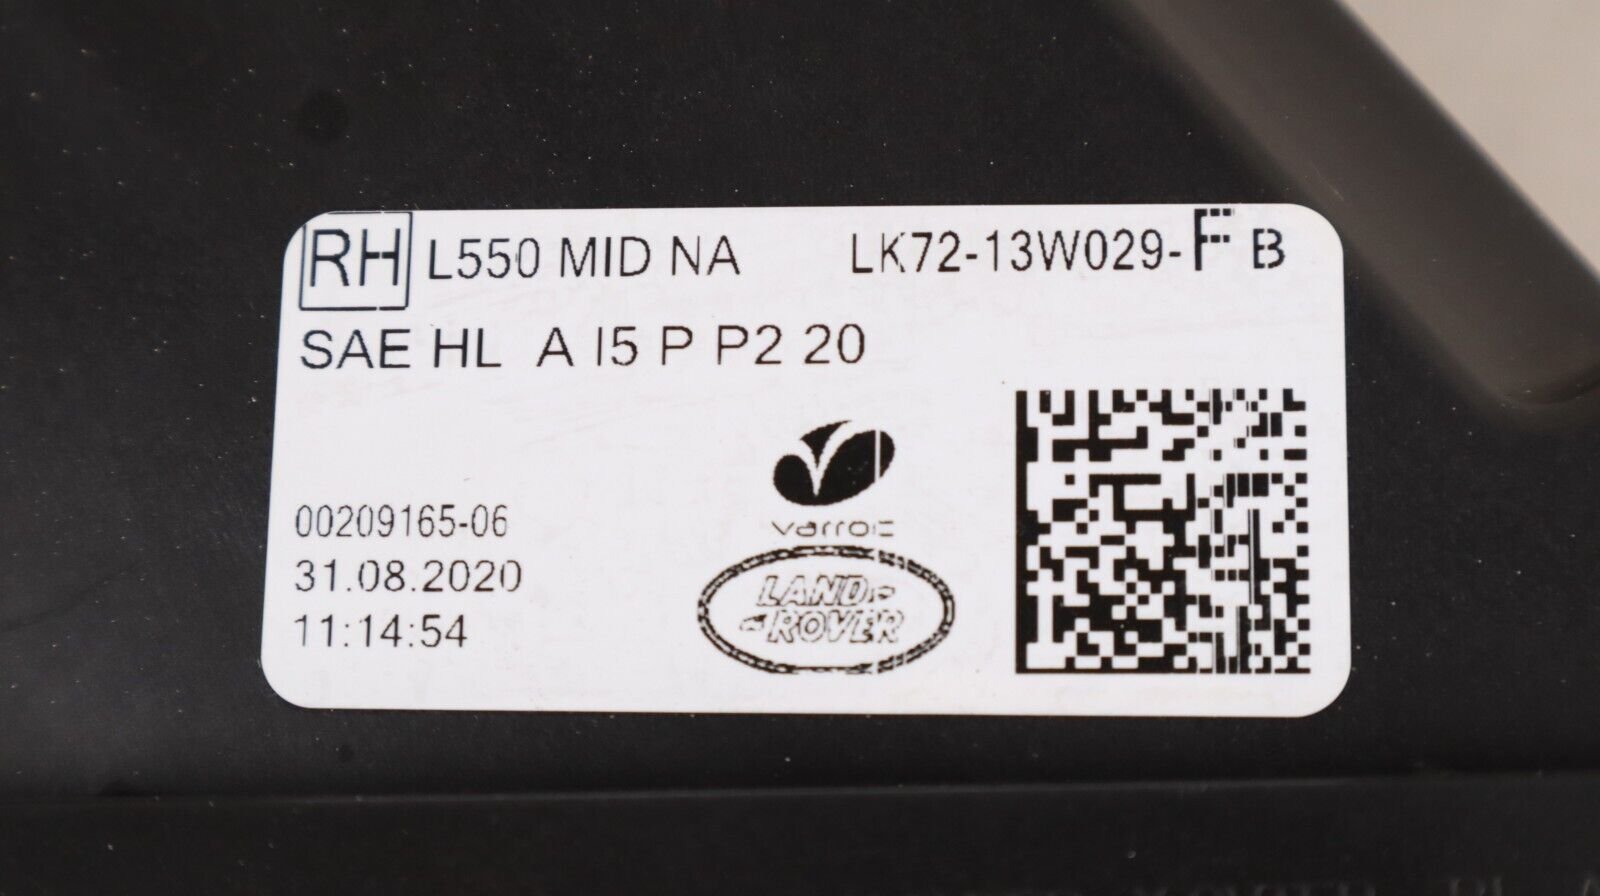 RH L550 MID NA LK72-13W029-F B
SAE HL A I5 P P2 20
varroc
00209165-06
31.08.2020
LAND
ROVER
11:14:54